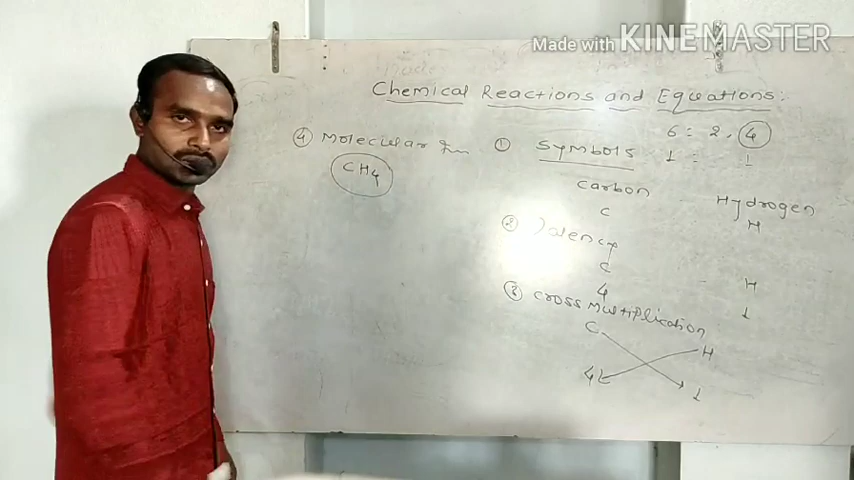 Made with KINEMASTER
Chemical Reactions and Equations:
6 : 2, 4
1 : 1
① Symbols
Carbon - Hydrogen
C H
② Valency
C - H
4 1
③ Cross Multiplication
C H
4 1
④ Molecular
CH4